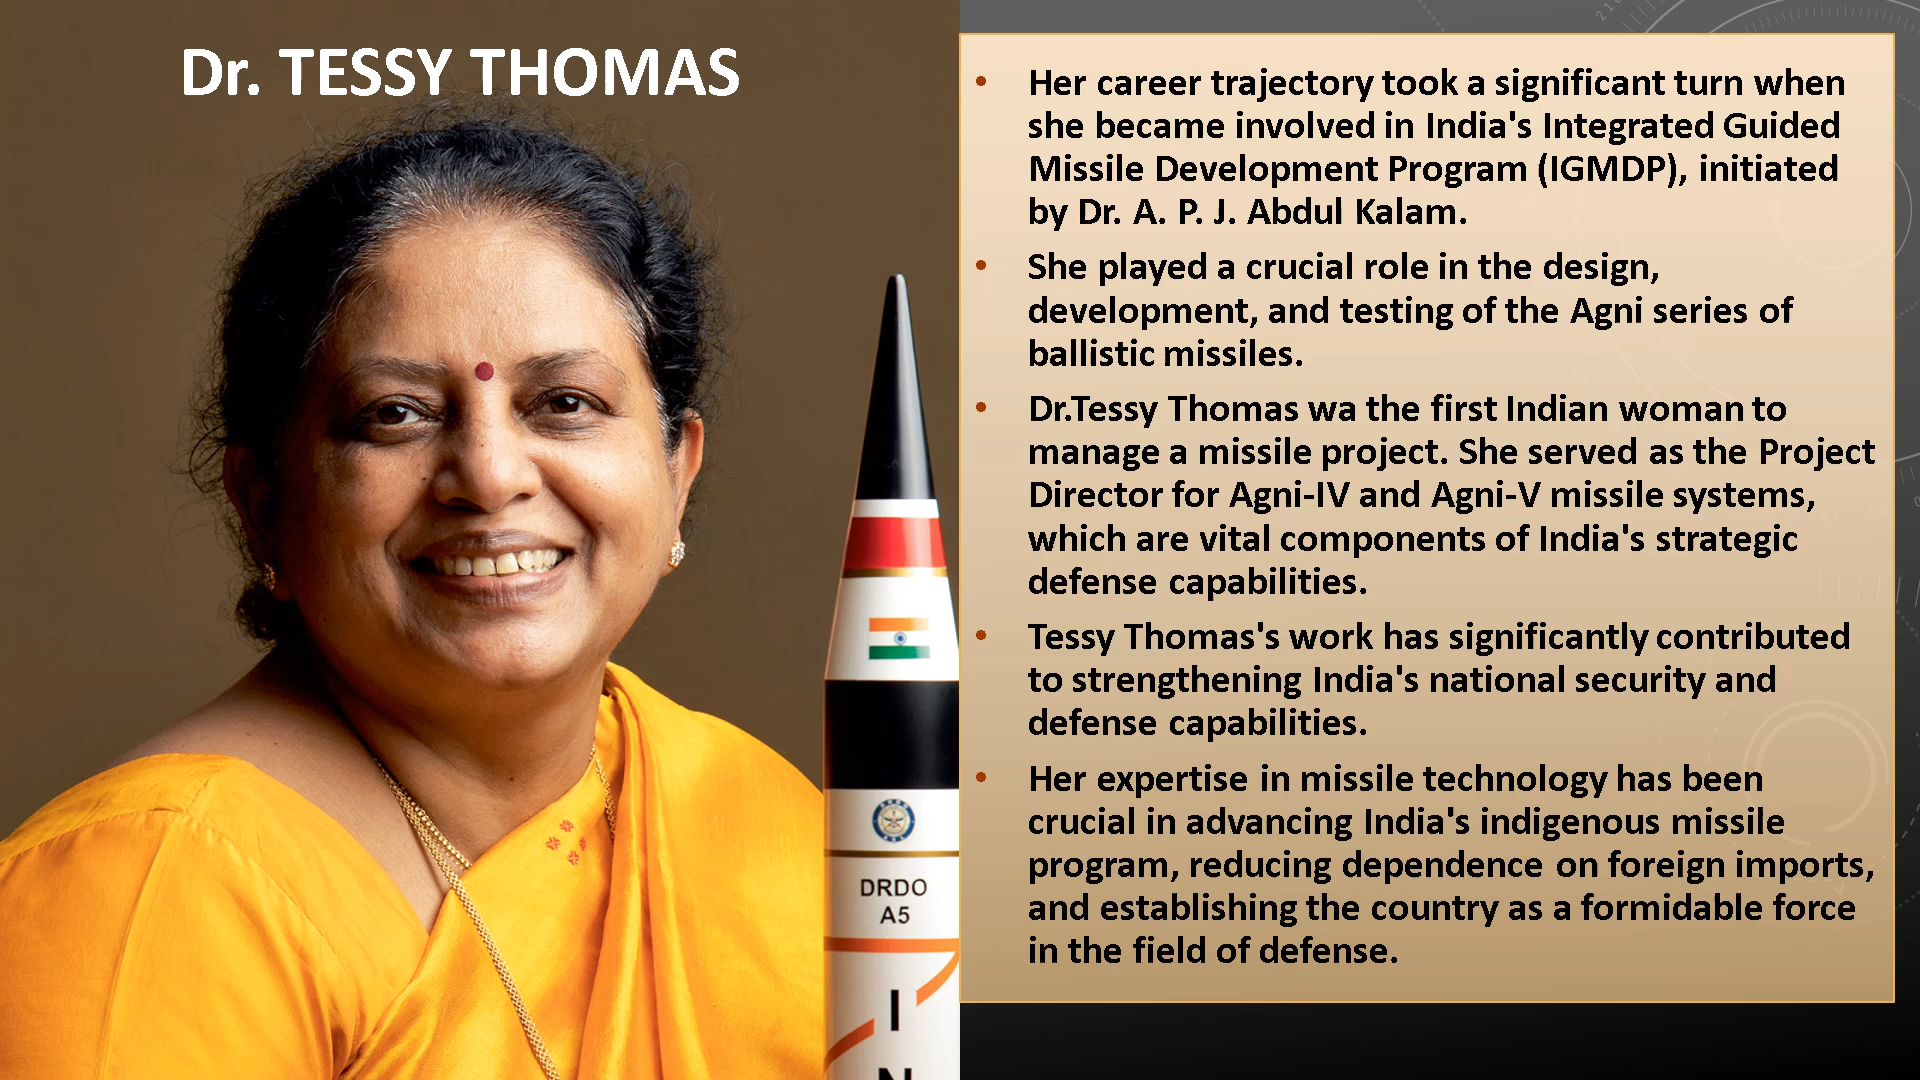 Dr. TESSY THOMAS
• Her career trajectory took a significant turn when
she became involved in India's Integrated Guided
Missile Development Program (IGMDP), initiated
by Dr. A. P. J. Abdul Kalam.
• She played a crucial role in the design,
development, and testing of the Agni series of
ballistic missiles.
• Dr.Tessy Thomas wa the first Indian woman to
manage a missile project. She served as the Project
Director for Agni-IV and Agni-V missile systems,
which are vital components of India's strategic
defense capabilities.
• Tessy Thomas's work has significantly contributed
to strengthening India's national security and
defense capabilities.
• Her expertise in missile technology has been
crucial in advancing India's indigenous missile
program, reducing dependence on foreign imports,
and establishing the country as a formidable force
in the field of defense.
DRDO
A5
I
N